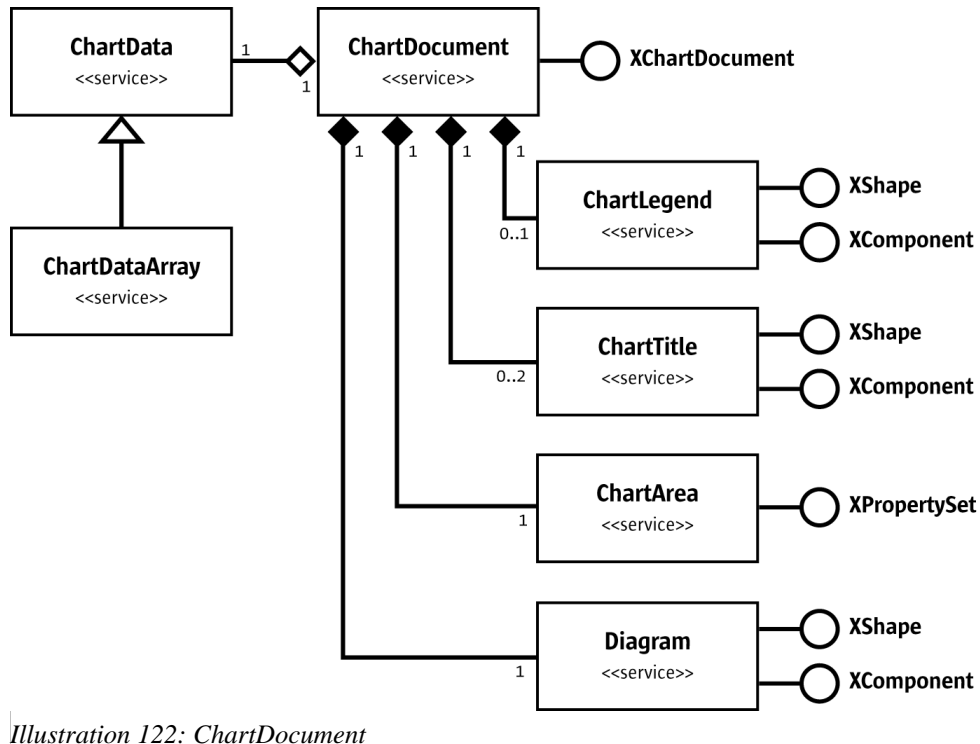 ChartData
<<service>>
1
1
ChartDocument
<<service>>
XChartDocument
1
1
1
1
ChartLegend
<<service>>
0..1
XShape
XComponent
ChartDataArray
<<service>>
ChartTitle
<<service>>
0..2
XShape
XComponent
ChartArea
<<service>>
1
XPropertySet
Diagram
<<service>>
1
XShape
XComponent
Illustration 122: ChartDocument